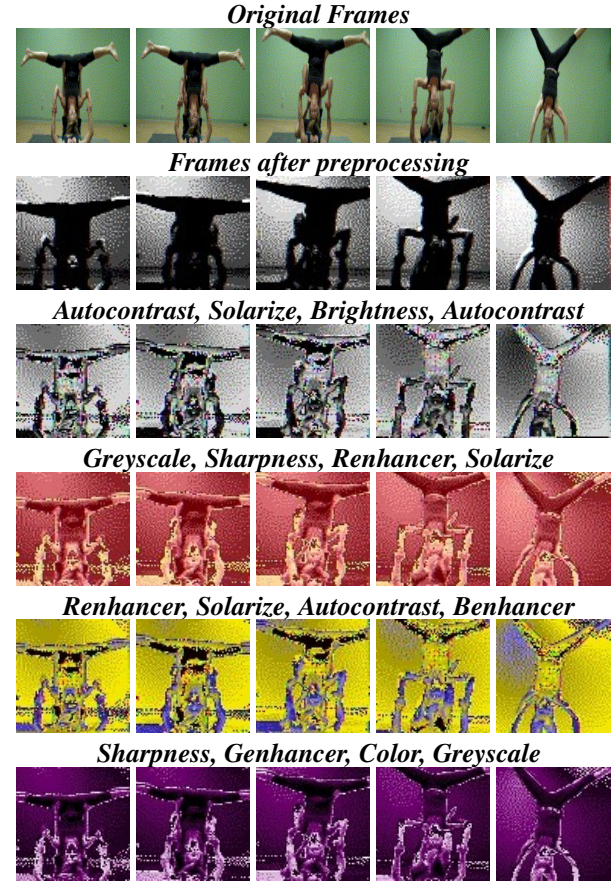 Original Frames
Frames after preprocessing
Autocontrast, Solarize, Brightness, Autocontrast
Greyscale, Sharpness, Renhancer, Solarize
Renhancer, Solarize, Autocontrast, Benhancer
Sharpness, Genhancer, Color, Greyscale